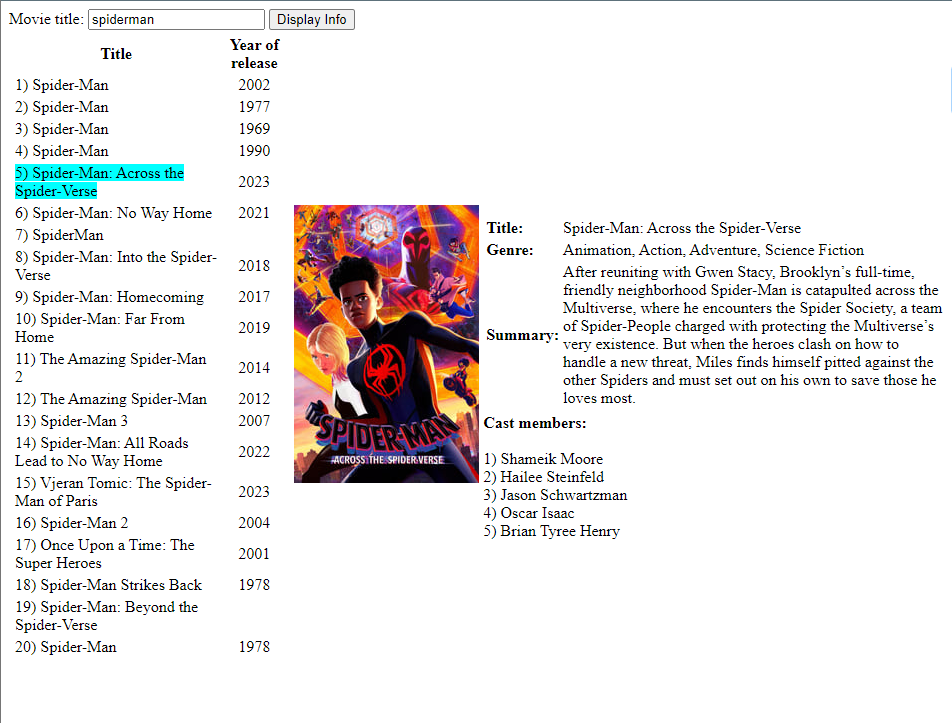 Movie title: spiderman Display Info
Title Year of
release
1) Spider-Man 2002
2) Spider-Man 1977
3) Spider-Man 1969
4) Spider-Man 1990
5) Spider-Man: Across the
Spider-Verse 2023
6) Spider-Man: No Way Home 2021
7) SpiderMan
8) Spider-Man: Into the Spider-
Verse 2018
9) Spider-Man: Homecoming 2017
10) Spider-Man: Far From
Home 2019
11) The Amazing Spider-Man
2 2014
12) The Amazing Spider-Man 2012
13) Spider-Man 3 2007
14) Spider-Man: All Roads
Lead to No Way Home 2022
15) Vjeran Tomic: The Spider-
Man of Paris 2023
16) Spider-Man 2 2004
17) Once Upon a Time: The
Super Heroes 2001
18) Spider-Man Strikes Back 1978
19) Spider-Man: Beyond the
Spider-Verse
20) Spider-Man 1978
SPIDER-MAN
ACROSS THE SPIDER-VERSE
Title: Spider-Man: Across the Spider-Verse
Genre: Animation, Action, Adventure, Science Fiction
Summary: After reuniting with Gwen Stacy, Brooklyn’s full-time,
friendly neighborhood Spider-Man is catapulted across the
Multiverse, where he encounters the Spider Society, a team
of Spider-People charged with protecting the Multiverse’s
very existence. But when the heroes clash on how to
handle a new threat, Miles finds himself pitted against the
other Spiders and must set out on his own to save those he
loves most.
Cast members:
1) Shameik Moore
2) Hailee Steinfeld
3) Jason Schwartzman
4) Oscar Isaac
5) Brian Tyree Henry